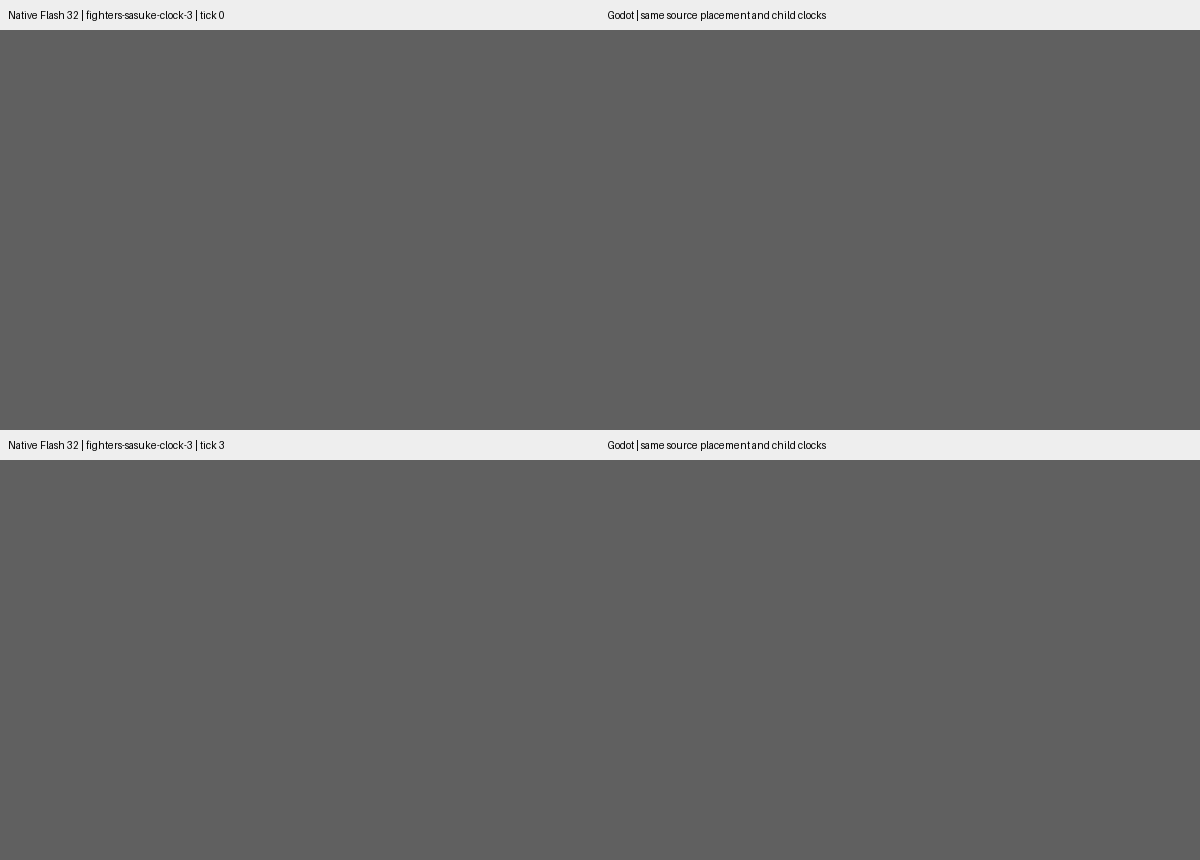 Native Flash 32 | fighters-sasuke-clock-3 | tick 0
Godot | same source placement and child clocks
Native Flash 32 | fighters-sasuke-clock-3 | tick 3
Godot | same source placement and child clocks